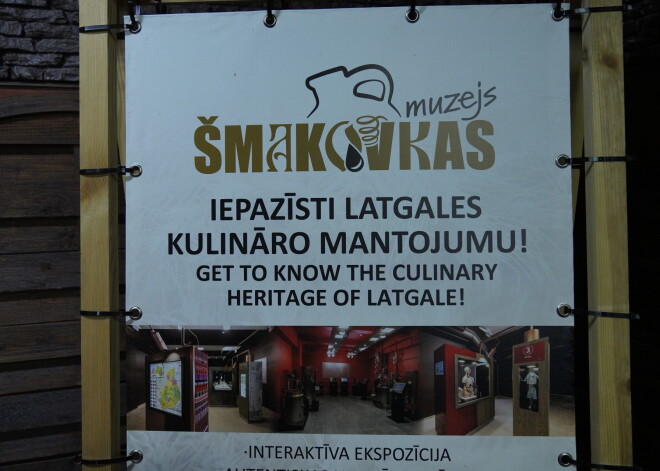 muzejs
ŠMAKOVKAS
IEPAZĪSTI LATGALES
KULINĀRO MANTOJUMU!
GET TO KNOW THE CULINARY
HERITAGE OF LATGALE!
·INTERAKTĪVA EKSPOZĪCIJA